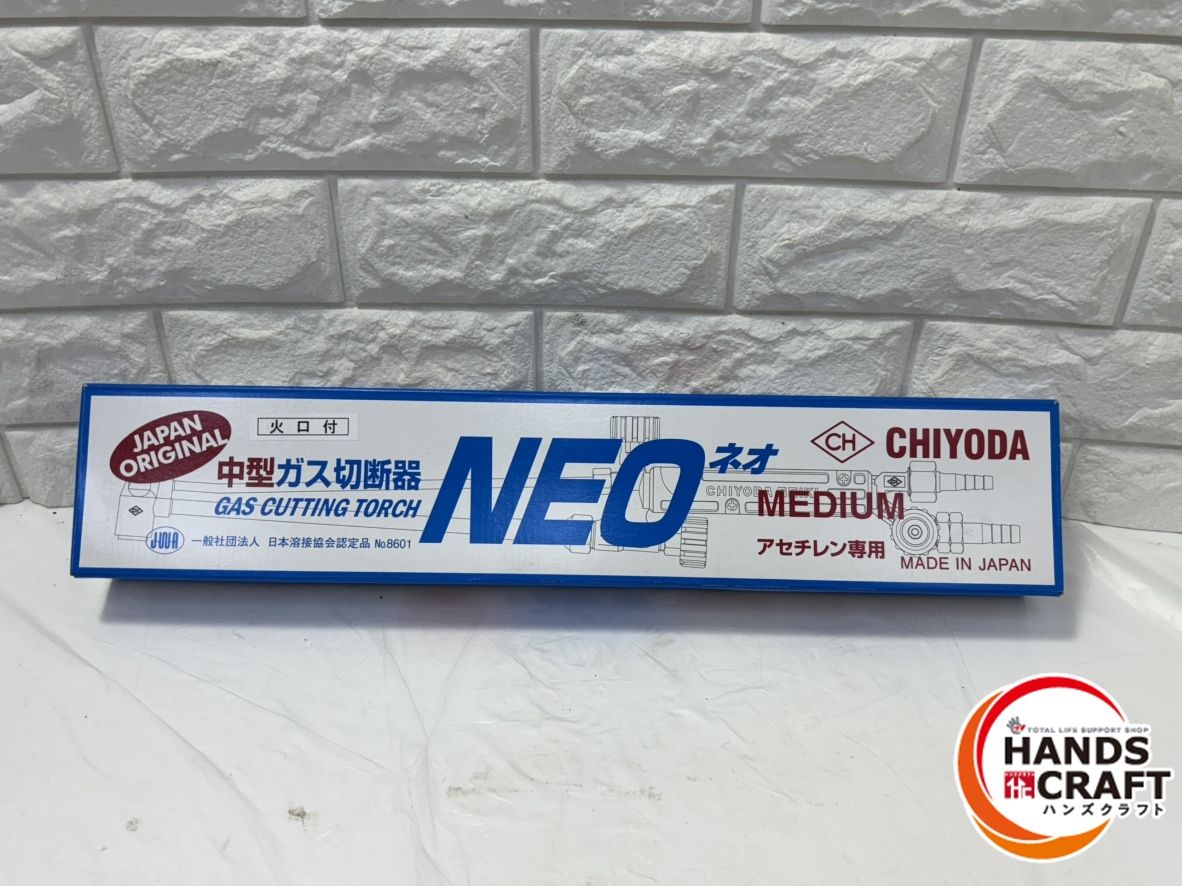 JAPAN
ORIGINAL
火口付
中型ガス切断器
GAS CUTTING TORCH
JWA
一般社団法人 日本溶接協会認定品 No.8601
NEO
ネオ
CHIYODA SEIKI
CH
CHIYODA
MEDIUM
アセチレン専用
MADE IN JAPAN
TOTAL LIFE SUPPORT SHOP
HANDS
CRAFT
ハンズクラフト